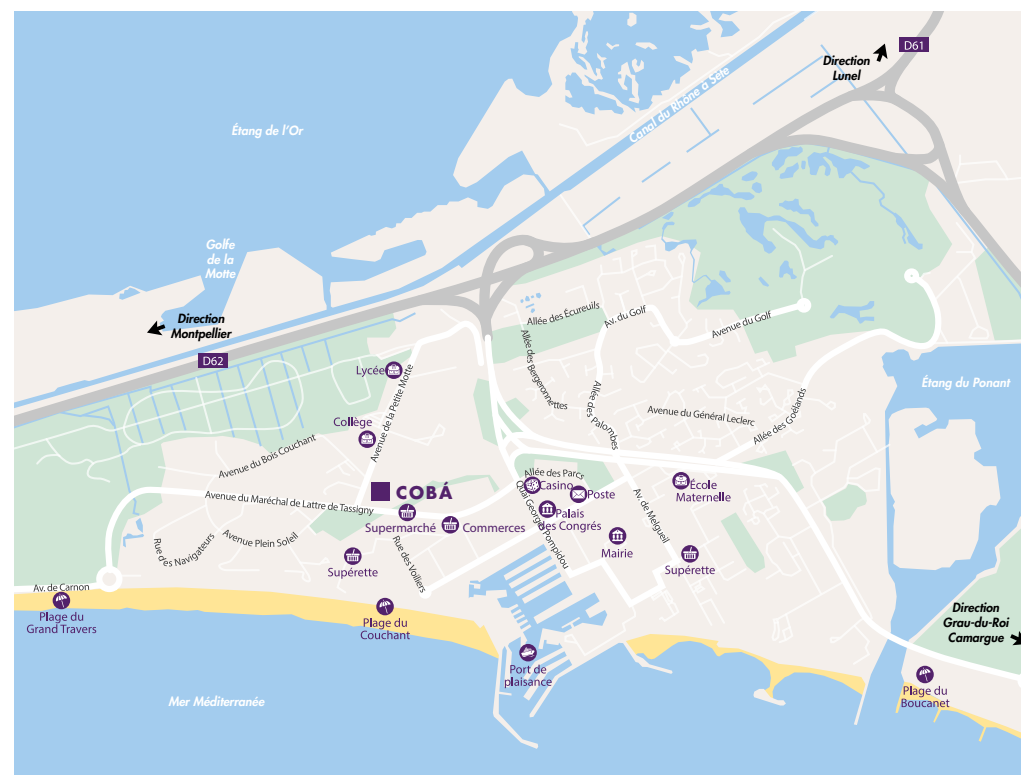 D61
Direction
Lunel
Canal du Rhône à Sète
Étang de l'Or
Golfe
de la
Motte
Direction
Montpellier
D62
Allée des Écureuils
Av. du Golf
Avenue du Golf
Allée des Bergeronnettes
Lycée
Avenue de la Petite Motte
Étang du Ponant
Allée des Palombes
Avenue du Général Leclerc
Allée des Goélands
Collège
Avenue du Bois Couchant
Allée des Parcs
Casino
Poste
École
Maternelle
COBÁ
Avenue du Maréchal de Lattre de Tassigny
Supermarché
Commerces
Quai Georges Pompidou
Palais
des Congrés
Av. de Melgueil
Mairie
Rue des Navigateurs
Avenue Plein Soleil
Rue des Voiliers
Supérette
Supérette
Av. de Carnon
Plage du
Grand Travers
Plage du
Couchant
Direction
Grau-du-Roi
Camargue
Port de
plaisance
Plage du
Boucanet
Mer Méditerranée